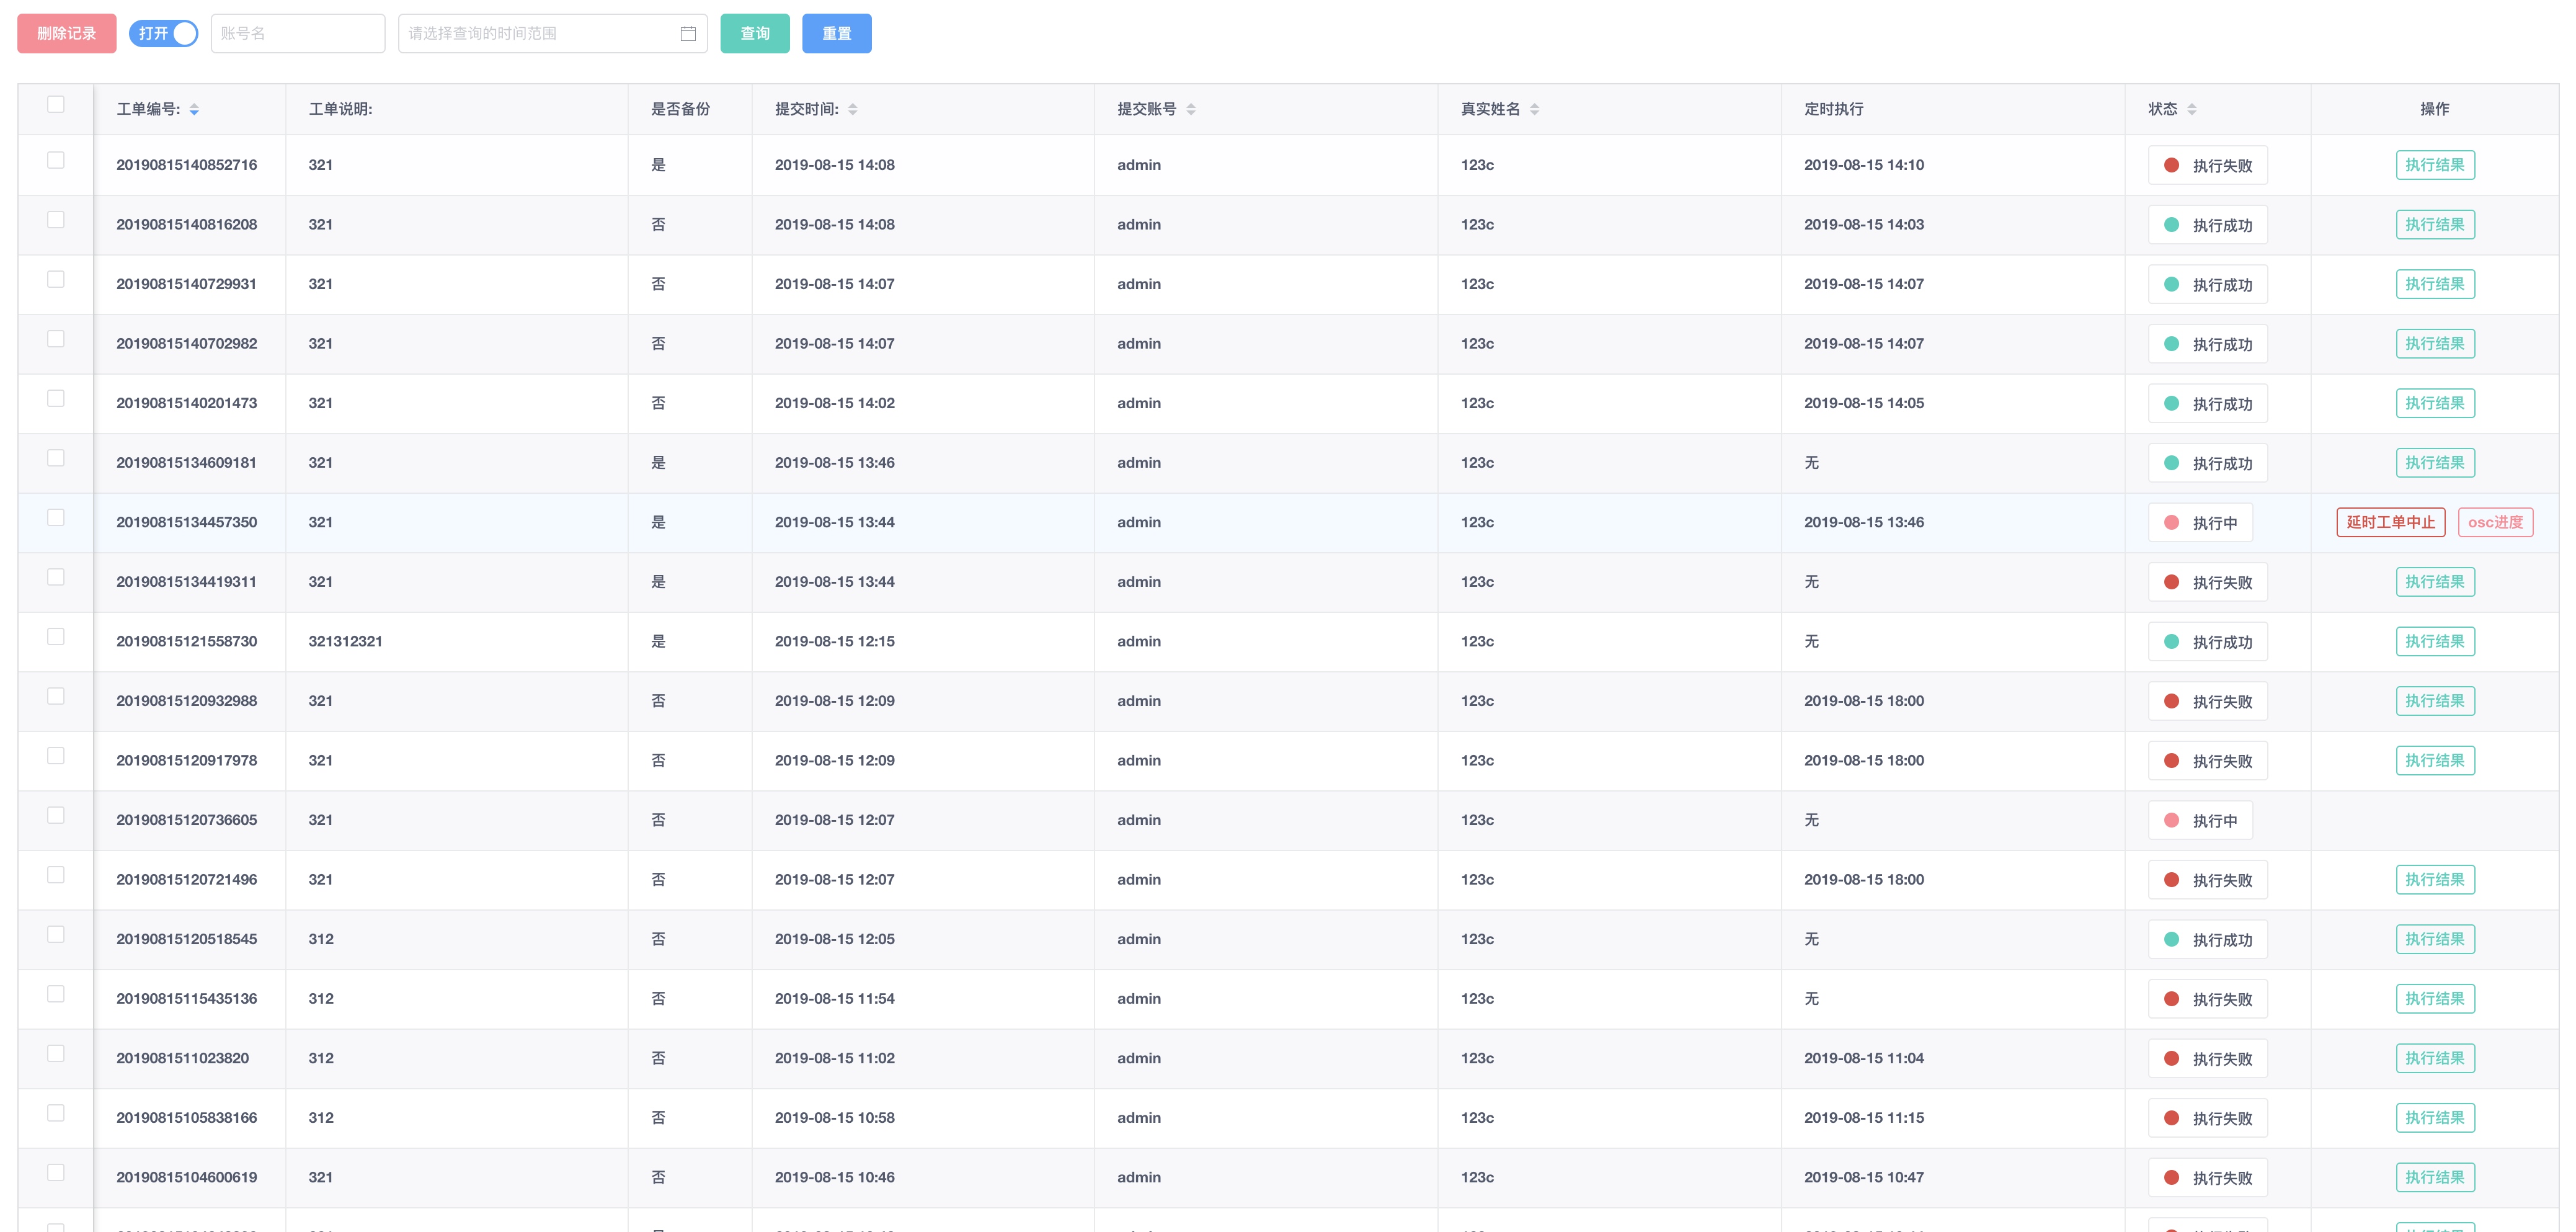 删除记录 打开 账号名 请选择查询的时间范围 查询 重置
工单编号: 工单说明: 是否备份 提交时间: 提交账号 真实姓名 定时执行 状态 操作
20190815140852716 321 是 2019-08-15 14:08 admin 123c 2019-08-15 14:10 执行失败 执行结果
20190815140816208 321 否 2019-08-15 14:08 admin 123c 2019-08-15 14:03 执行成功 执行结果
20190815140729931 321 否 2019-08-15 14:07 admin 123c 2019-08-15 14:07 执行成功 执行结果
20190815140702982 321 否 2019-08-15 14:07 admin 123c 2019-08-15 14:07 执行成功 执行结果
20190815140201473 321 否 2019-08-15 14:02 admin 123c 2019-08-15 14:05 执行成功 执行结果
20190815134609181 321 是 2019-08-15 13:46 admin 123c 无 执行成功 执行结果
20190815134457350 321 是 2019-08-15 13:44 admin 123c 2019-08-15 13:46 执行中 延时工单中止 osc进度
20190815134419311 321 是 2019-08-15 13:44 admin 123c 无 执行失败 执行结果
20190815121558730 321312321 是 2019-08-15 12:15 admin 123c 无 执行成功 执行结果
20190815120932988 321 否 2019-08-15 12:09 admin 123c 2019-08-15 18:00 执行失败 执行结果
20190815120917978 321 否 2019-08-15 12:09 admin 123c 2019-08-15 18:00 执行失败 执行结果
20190815120736605 321 否 2019-08-15 12:07 admin 123c 无 执行中
20190815120721496 321 否 2019-08-15 12:07 admin 123c 2019-08-15 18:00 执行失败 执行结果
20190815120518545 312 否 2019-08-15 12:05 admin 123c 无 执行成功 执行结果
20190815115435136 312 否 2019-08-15 11:54 admin 123c 无 执行失败 执行结果
2019081511023820 312 否 2019-08-15 11:02 admin 123c 2019-08-15 11:04 执行失败 执行结果
20190815105838166 312 否 2019-08-15 10:58 admin 123c 2019-08-15 11:15 执行失败 执行结果
20190815104600619 321 否 2019-08-15 10:46 admin 123c 2019-08-15 10:47 执行失败 执行结果